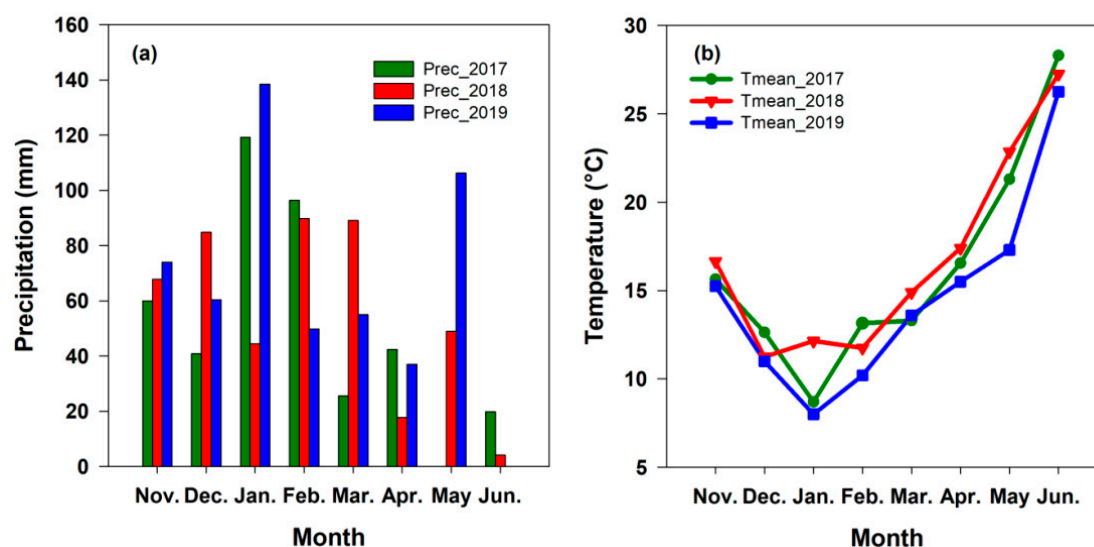 (a)
Prec_2017
Prec_2018
Prec_2019
160
140
120
100
80
60
40
20
0
Precipitation (mm)
Nov. Dec. Jan. Feb. Mar. Apr. May Jun.
Month
(b)
Tmean_2017
Tmean_2018
Tmean_2019
30
25
20
15
10
5
Temperature (°C)
Nov. Dec. Jan. Feb. Mar. Apr. May Jun.
Month